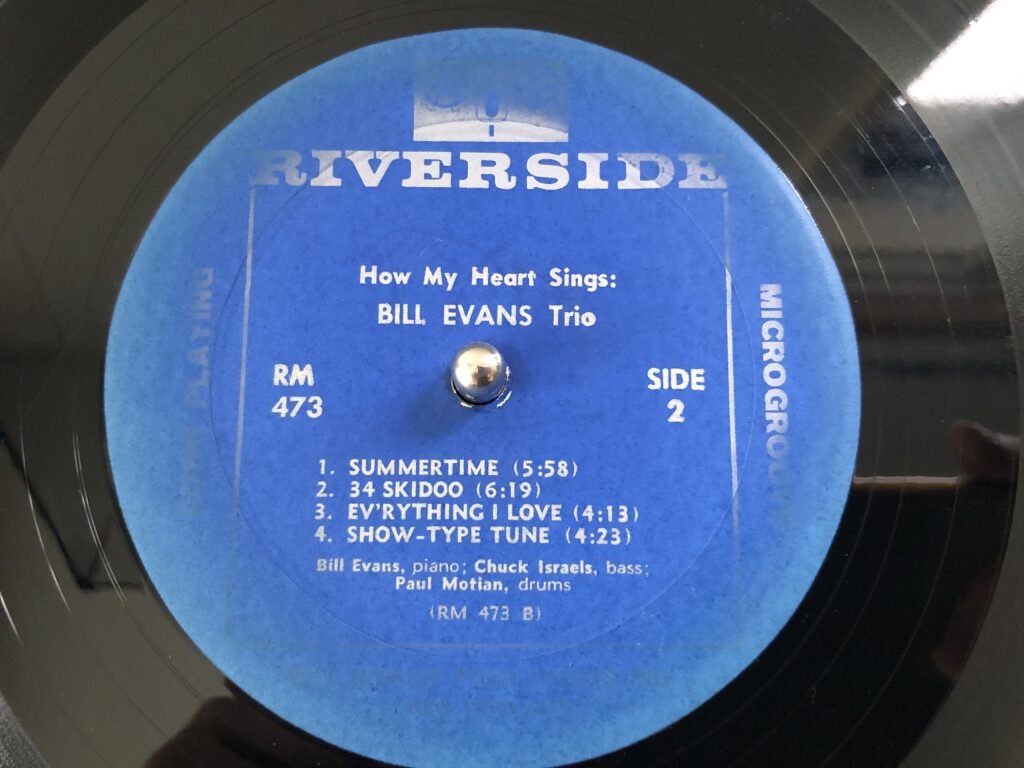 RIVERSIDE
How My Heart Sings:
BILL EVANS Trio
RM
473
SIDE
2
PLAYING
MICROGROOVE
1. SUMMERTIME (5:58)
2. 34 SKIDOO (6:19)
3. EV'RYTHING I LOVE (4:13)
4. SHOW-TYPE TUNE (4:23)
Bill Evans, piano; Chuck Israels, bass;
Paul Motian, drums
(RM 473 B)